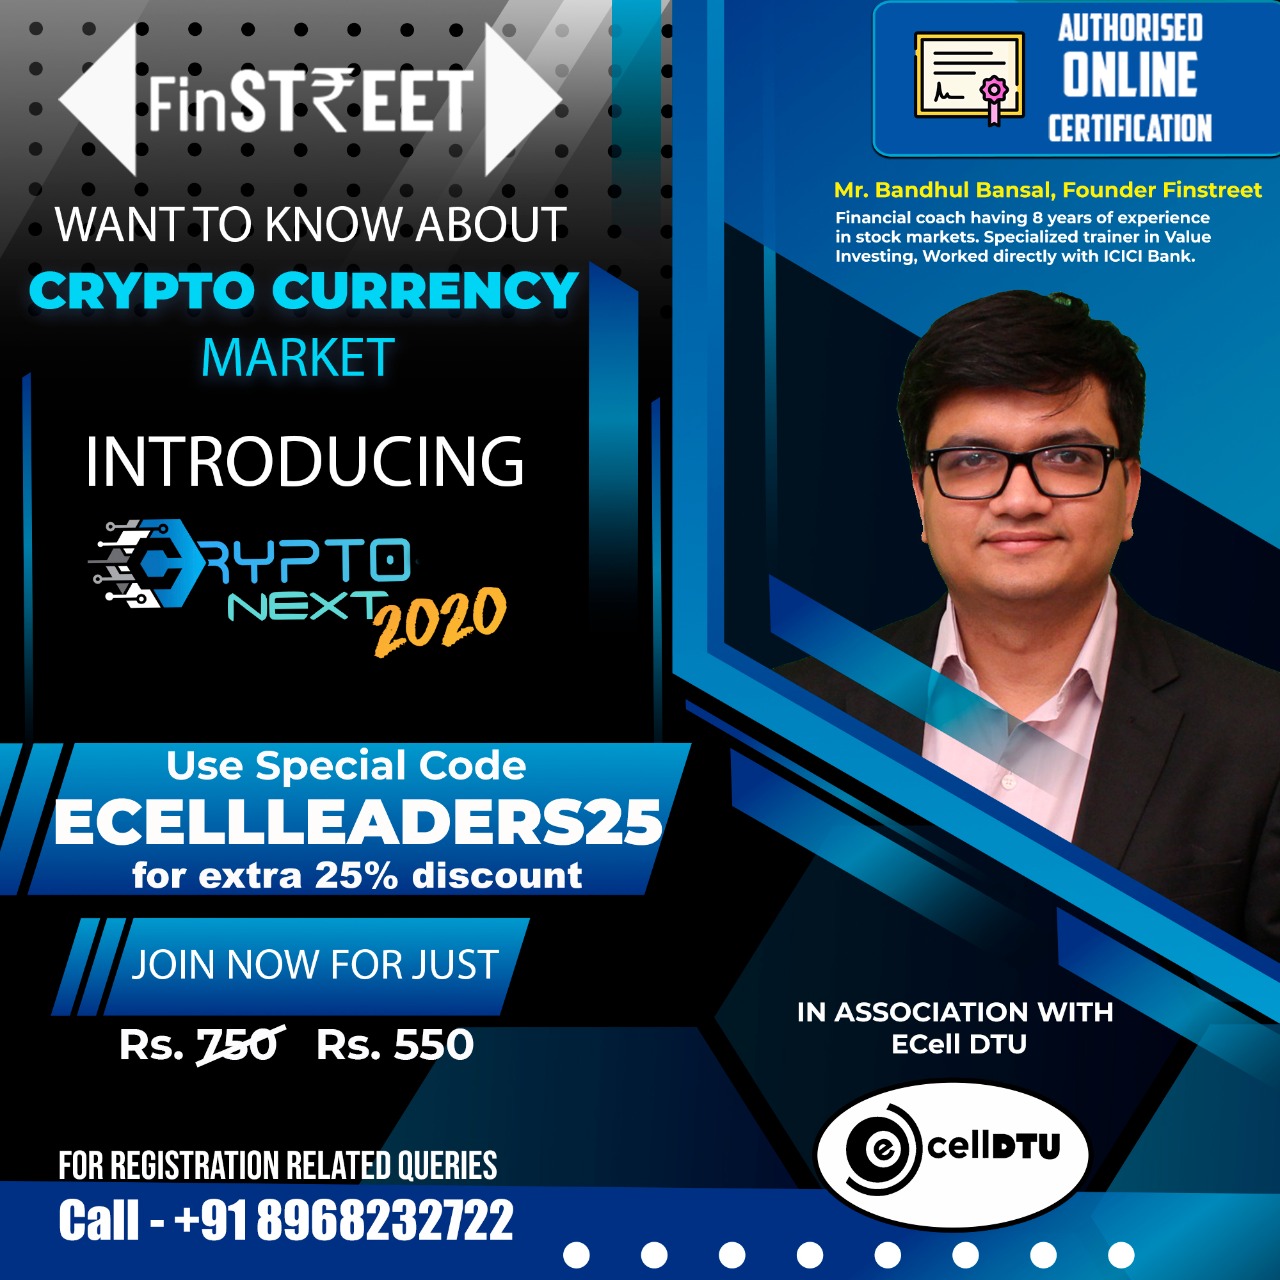 FinSTREET
WANT TO KNOW ABOUT
CRYPTO CURRENCY
MARKET
INTRODUCING
CRYPTO
NEXT 2020
Use Special Code
ECELLLEADERS25
for extra 25% discount
JOIN NOW FOR JUST
Rs. 750 Rs. 550
FOR REGISTRATION RELATED QUERIES
Call - +91 8968232722
AUTHORISED
ONLINE
CERTIFICATION
Mr. Bandhul Bansal, Founder Finstreet
Financial coach having 8 years of experience
in stock markets. Specialized trainer in Value
Investing, Worked directly with ICICI Bank.
IN ASSOCIATION WITH
ECell DTU
e cellDTU